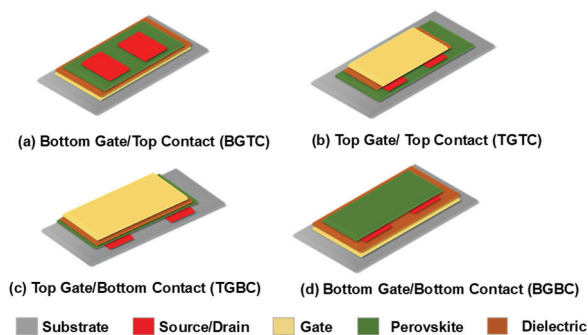 (a) Bottom Gate/Top Contact (BGTC)
(b) Top Gate/ Top Contact (TGTC)
(c) Top Gate/Bottom Contact (TGBC)
(d) Bottom Gate/Bottom Contact (BGBC)
Substrate Source/Drain Gate Perovskite Dielectric